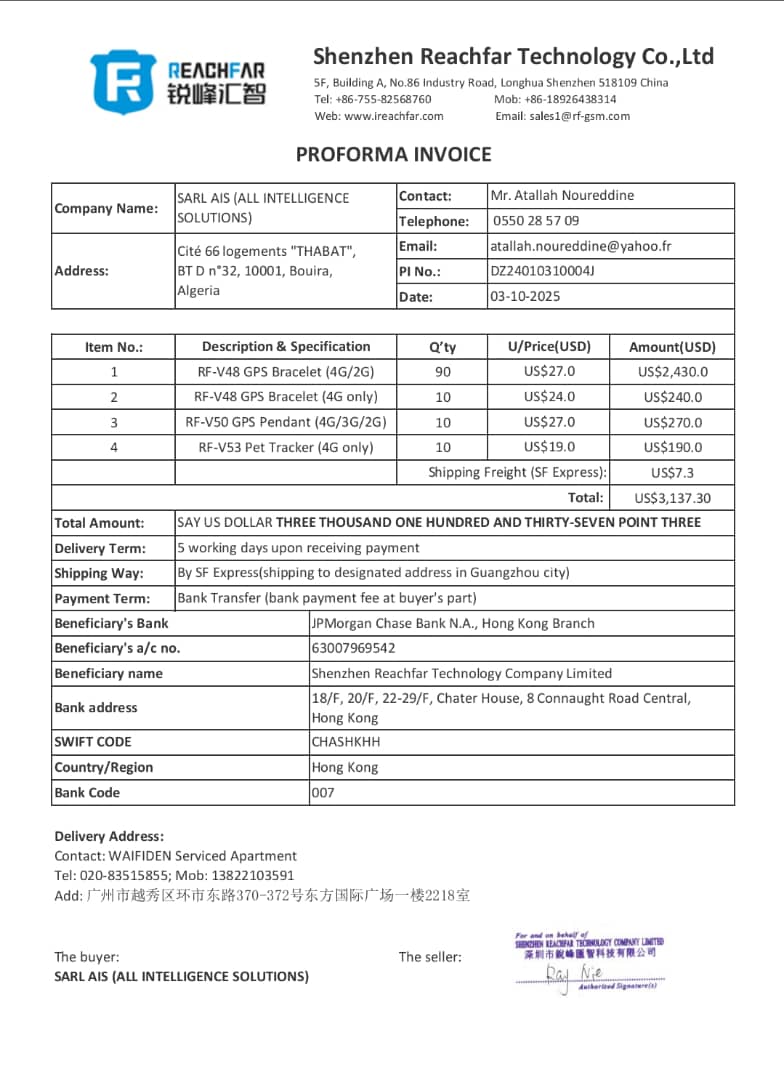 REACHFAR
锐峰汇智
Shenzhen Reachfar Technology Co.,Ltd
5F, Building A, No.86 Industry Road, Longhua Shenzhen 518109 China
Tel: +86-755-82568760 Mob: +86-18926438314
Web: www.ireachfar.com Email: sales1@rf-gsm.com
PROFORMA INVOICE
Company Name: SARL AIS (ALL INTELLIGENCE
SOLUTIONS)
Contact: Mr. Atallah Noureddine
Telephone: 0550 28 57 09
Address: Cité 66 logements "THABAT",
BT D n°32, 10001, Bouira,
Algeria
Email: atallah.noureddine@yahoo.fr
PI No.: DZ24010310004J
Date: 03-10-2025
Item No.: Description & Specification Q’ty U/Price(USD) Amount(USD)
1 RF-V48 GPS Bracelet (4G/2G) 90 US$27.0 US$2,430.0
2 RF-V48 GPS Bracelet (4G only) 10 US$24.0 US$240.0
3 RF-V50 GPS Pendant (4G/3G/2G) 10 US$27.0 US$270.0
4 RF-V53 Pet Tracker (4G only) 10 US$19.0 US$190.0
Shipping Freight (SF Express): US$7.3
Total: US$3,137.30
Total Amount: SAY US DOLLAR THREE THOUSAND ONE HUNDRED AND THIRTY-SEVEN POINT THREE
Delivery Term: 5 working days upon receiving payment
Shipping Way: By SF Express(shipping to designated address in Guangzhou city)
Payment Term: Bank Transfer (bank payment fee at buyer's part)
Beneficiary's Bank JPMorgan Chase Bank N.A., Hong Kong Branch
Beneficiary's a/c no. 63007969542
Beneficiary name Shenzhen Reachfar Technology Company Limited
Bank address 18/F, 20/F, 22-29/F, Chater House, 8 Connaught Road Central,
Hong Kong
SWIFT CODE CHASHKHH
Country/Region Hong Kong
Bank Code 007
Delivery Address:
Contact: WAIFIDEN Serviced Apartment
Tel: 020-83515855; Mob: 13822103591
Add: 广州市越秀区环市东路370-372号东方国际广场一楼2218室
The buyer: The seller:
SARL AIS (ALL INTELLIGENCE SOLUTIONS)
For and on behalf of
SHENZHEN REACHFAR TECHNOLOGY COMPANY LIMITED
深圳市銳峰匯智科技有限公司
Ray Nie
Authorized Signature(s)